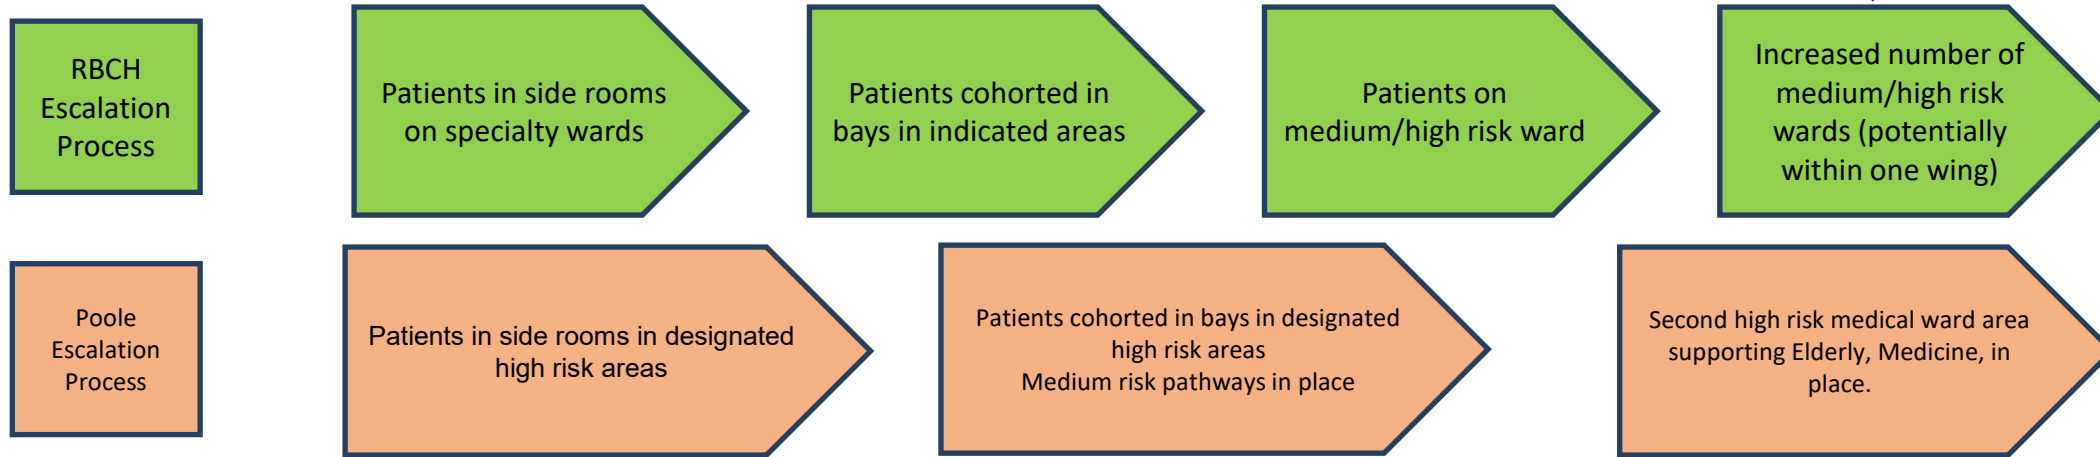 RBCH
Escalation
Process
Patients in side rooms
on specialty wards
Patients cohorted in
bays in indicated areas
Patients on
medium/high risk ward
Increased number of
medium/high risk
wards (potentially
within one wing)
Poole
Escalation
Process
Patients in side rooms in designated
high risk areas
Patients cohorted in bays in designated
high risk areas
Medium risk pathways in place
Second high risk medical ward area
supporting Elderly, Medicine, in
place.